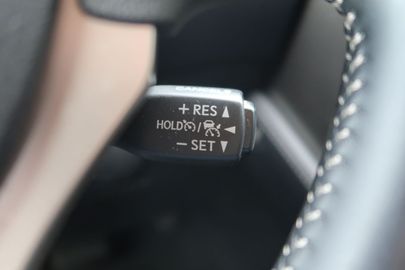 + RES ▲
HOLD / ◄
− SET ▼